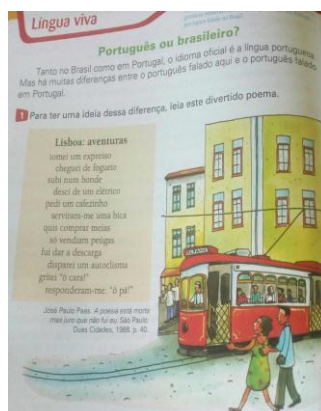 Língua viva
Português ou brasileiro?
Tanto no Brasil como em Portugal, o idioma oficial é a língua portuguesa.
Mas há muitas diferenças entre o português falado aqui e o português falado
em Portugal.
1 Para ter uma ideia dessa diferença, leia este divertido poema.
Lisboa: aventuras
tomei um expresso
cheguei de foguete
subi num bonde
desci de um elétrico
pedi um cafezinho
serviram-me uma bica
quis comprar meias
só vendiam peúgas
fui dar a descarga
disparei um autoclisma
gritei "ó cara!"
responderam-me: "ó pá!"
José Paulo Paes. A poesia está morta
mas juro que não fui eu. São Paulo:
Duas Cidades, 1988. p. 40.